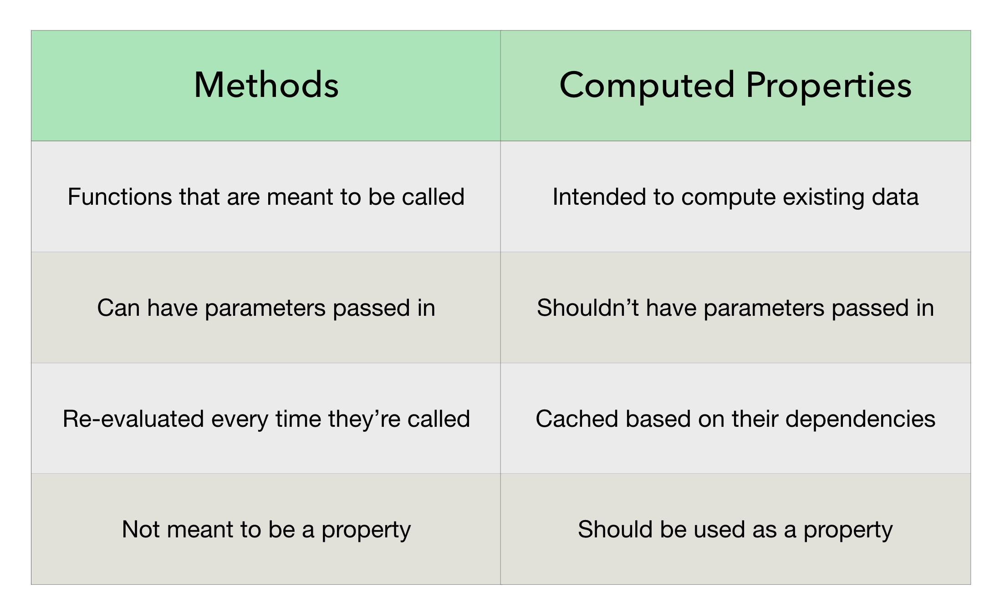 Methods
Computed Properties
Functions that are meant to be called
Intended to compute existing data
Can have parameters passed in
Shouldn’t have parameters passed in
Re-evaluated every time they’re called
Cached based on their dependencies
Not meant to be a property
Should be used as a property